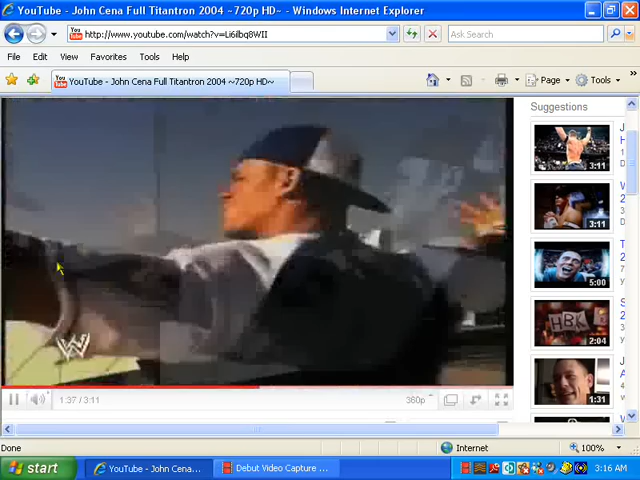 YouTube - John Cena Full Titantron 2004 ~720p HD~ - Windows Internet Explorer
http://www.youtube.com/watch?v=Li6ilbq8WII
Ask Search
File Edit View Favorites Tools Help
YouTube - John Cena Full Titantron 2004 ~720p HD~
Page Tools
Suggestions
3:11
3:11
5:00
HBK
2:04
1:31
W
1:37 / 3:11
360p
Done
Internet
100%
start
YouTube - John Cena...
Debut Video Capture ...
3:16 AM